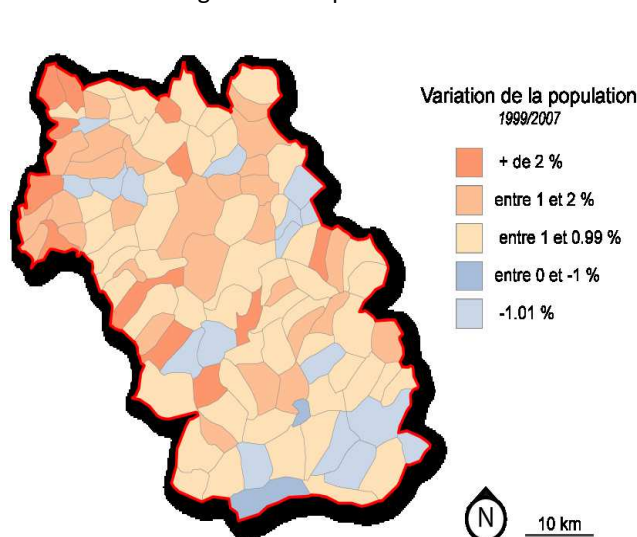 Variation de la population
1999/2007
+ de 2 %
entre 1 et 2 %
entre 1 et 0.99 %
entre 0 et -1 %
-1.01 %
N
10 km